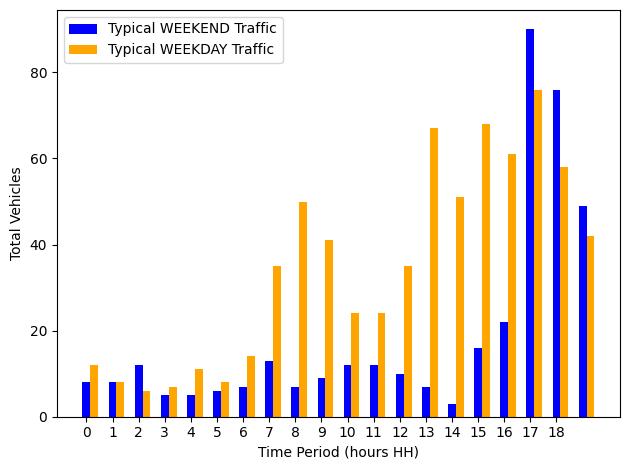 Typical WEEKEND Traffic
Typical WEEKDAY Traffic
Total Vehicles
80
60
40
20
0
0 1 2 3 4 5 6 7 8 9 10 11 12 13 14 15 16 17 18
Time Period (hours HH)